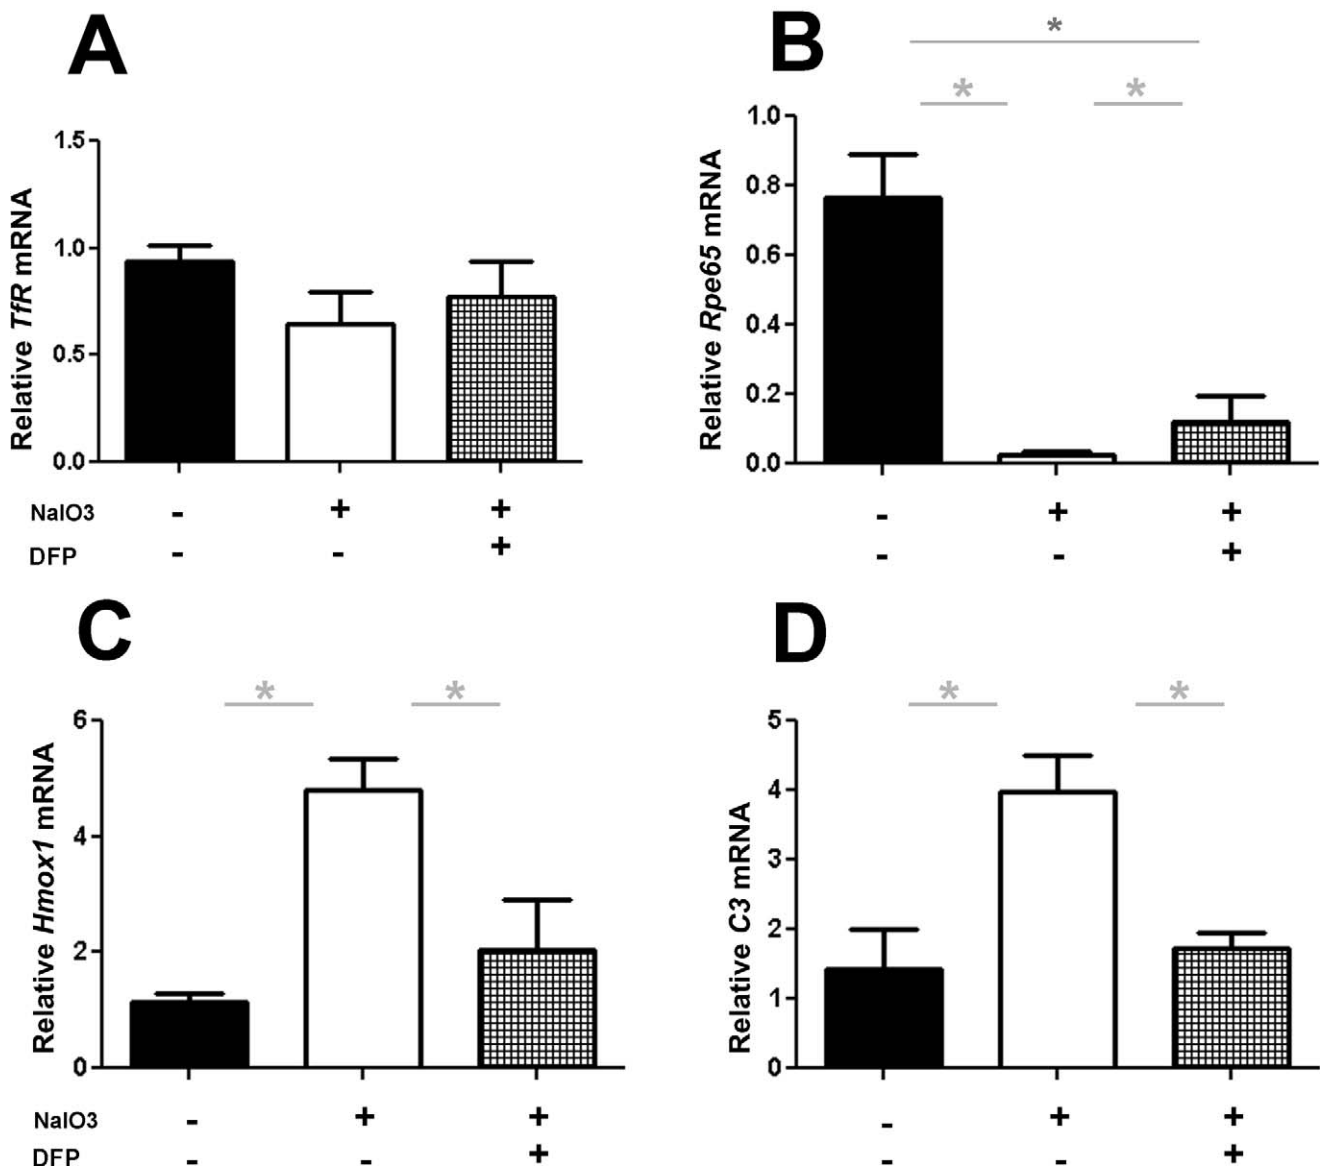 A
Relative TfR mRNA
1.5
1.0
0.5
0.0
NaIO3 - + +
DFP - - +
B
* 
* *
Relative Rpe65 mRNA
1.0
0.8
0.6
0.4
0.2
0.0
- + +
- - +
C
* *
Relative Hmox1 mRNA
6
4
2
0
NaIO3 - + +
DFP - - +
D
* *
Relative C3 mRNA
5
4
3
2
1
0
- + +
- - +